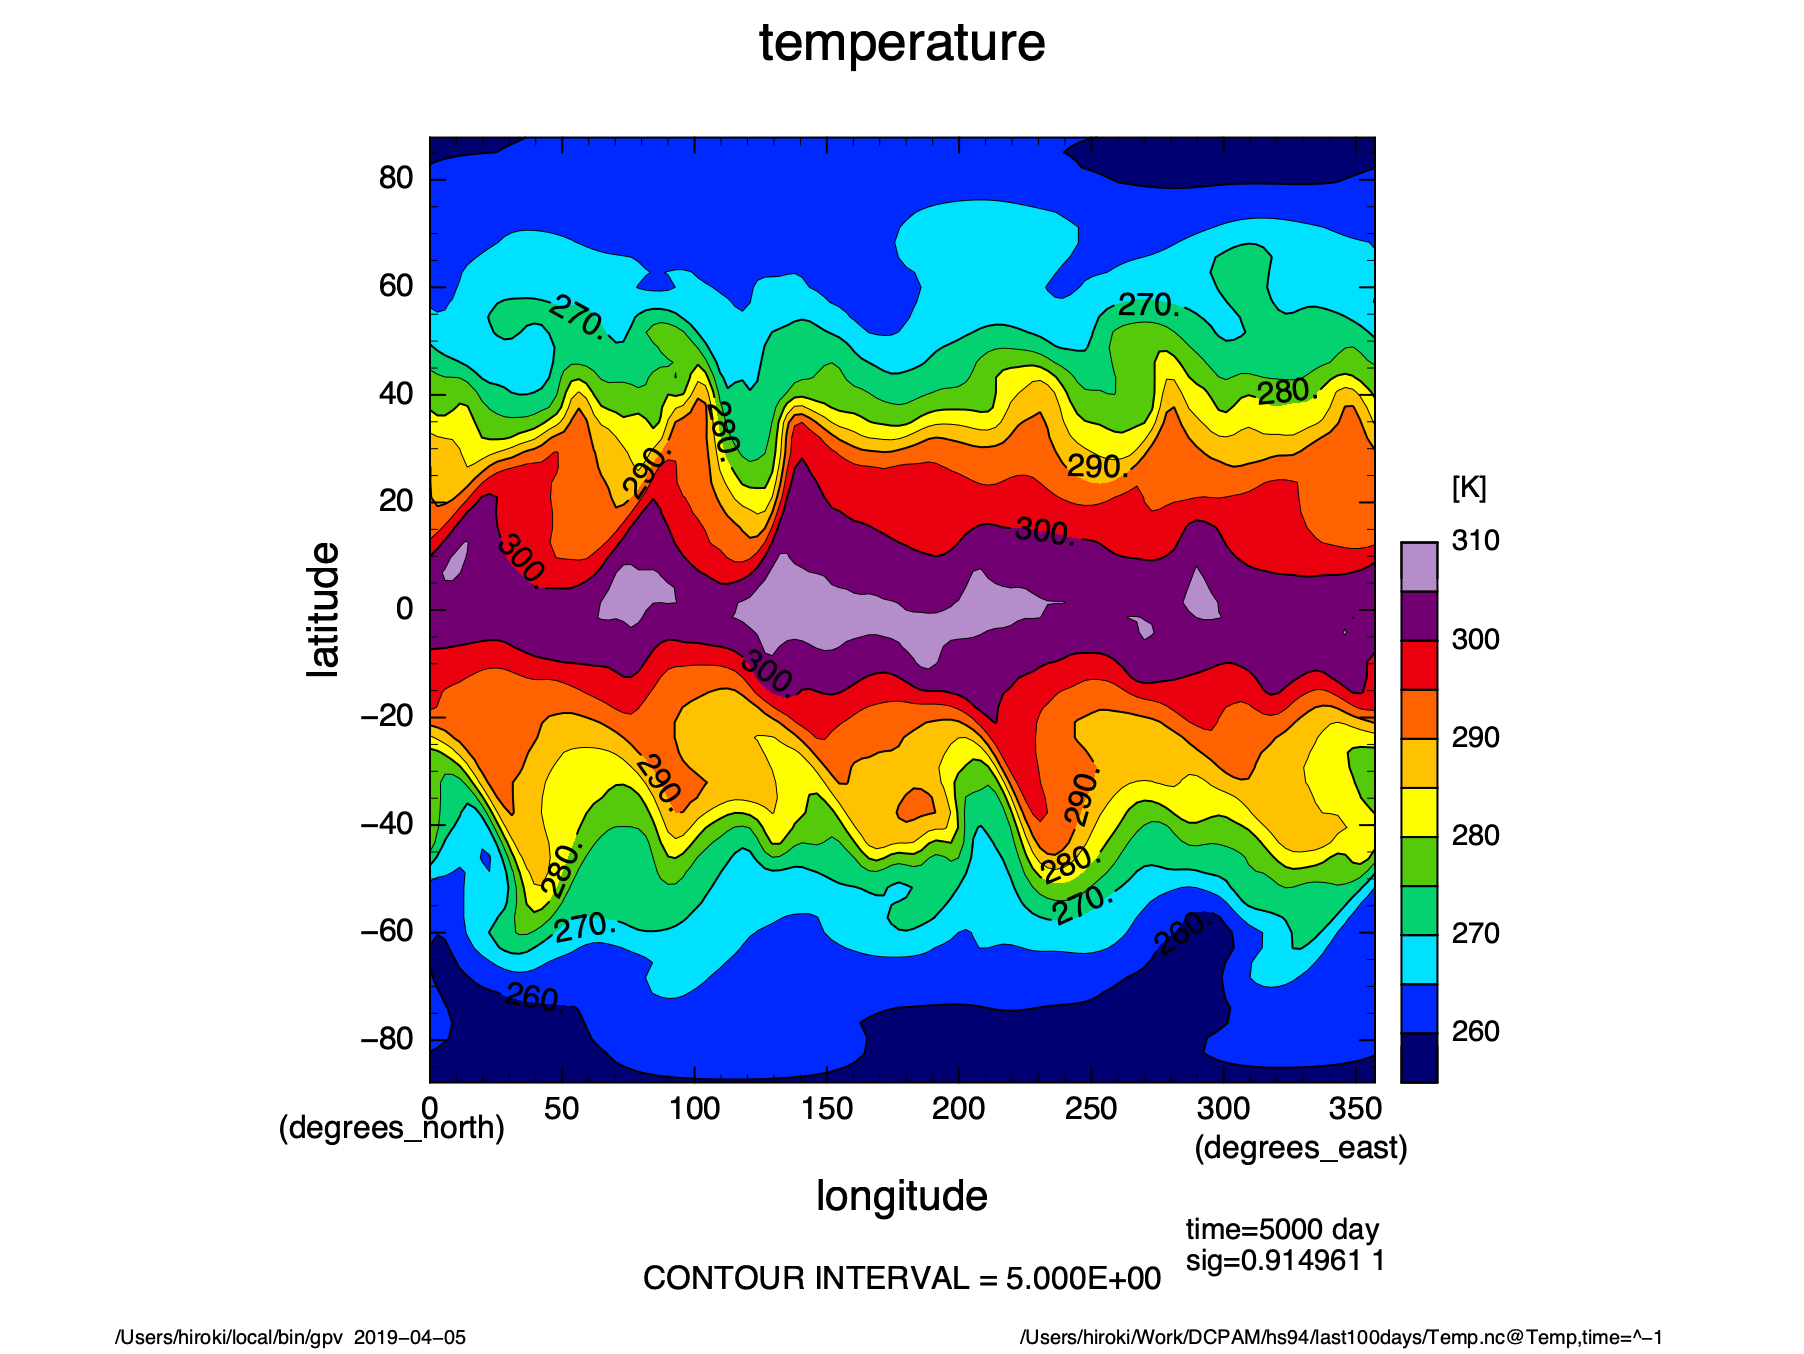 temperature
80
60
40
20
0
−20
−40
−60
−80
latitude
270.
270.
280.
280.
290.
290.
300.
300.
300.
290.
290.
280.
280.
270.
270.
260.
260.
[K]
310
300
290
280
270
260
0 50 100 150 200 250 300 350
(degrees_north)
(degrees_east)
longitude
time=5000 day
sig=0.914961 1
CONTOUR INTERVAL = 5.000E+00
/Users/hiroki/local/bin/gpv 2019−04−05
/Users/hiroki/Work/DCPAM/hs94/last100days/Temp.nc@Temp,time=^−1